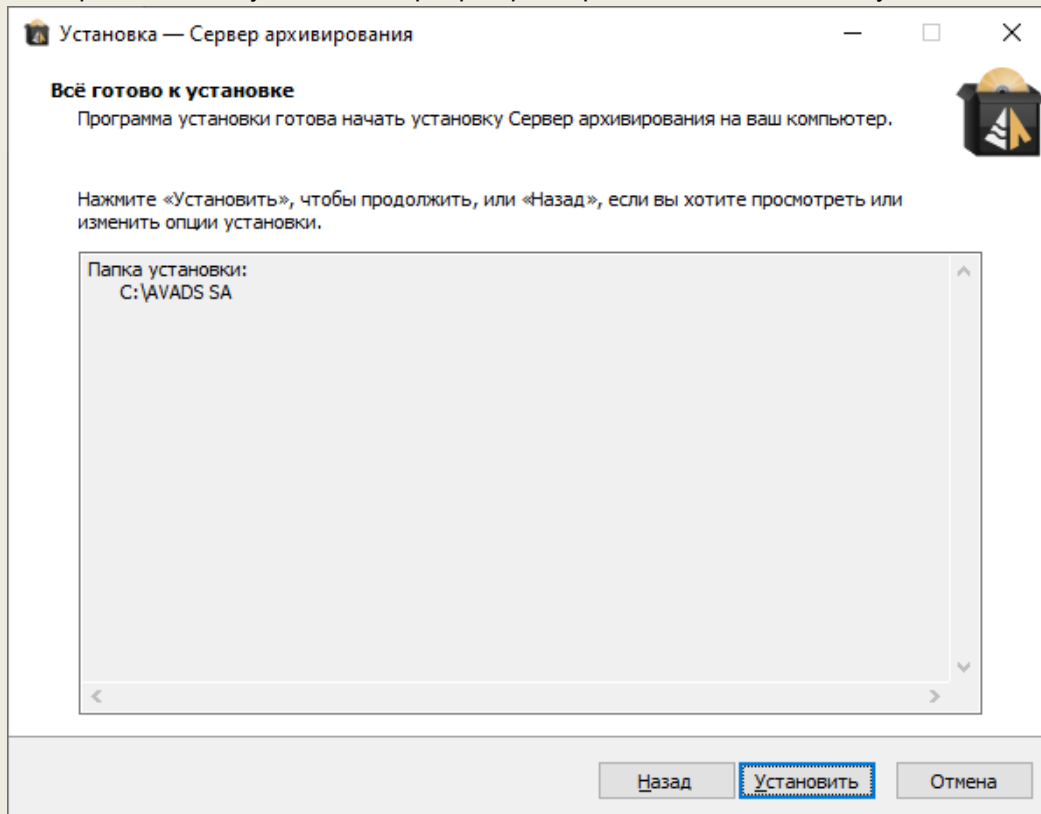 Установка — Сервер архивирования
Всё готово к установке
Программа установки готова начать установку Сервер архивирования на ваш компьютер.
Нажмите «Установить», чтобы продолжить, или «Назад», если вы хотите просмотреть или
изменить опции установки.
Папка установки:
C:\AVADS SA
Назад
Установить
Отмена